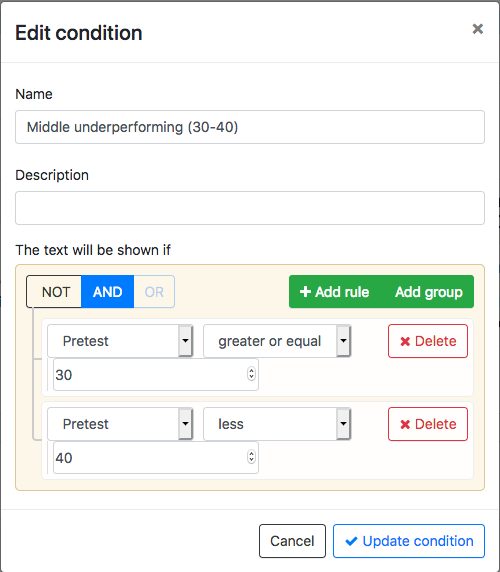 Edit condition ×
Name
Middle underperforming (30-40)
Description
The text will be shown if
NOT AND OR + Add rule Add group
Pretest greater or equal × Delete
30
Pretest less × Delete
40
Cancel ✔ Update condition